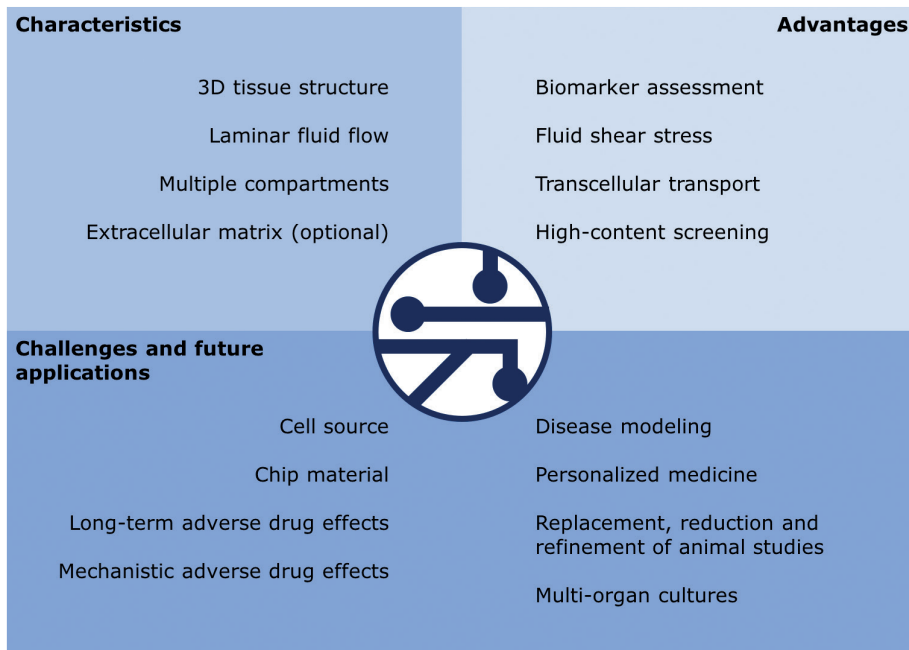 Characteristics
3D tissue structure
Laminar fluid flow
Multiple compartments
Extracellular matrix (optional)
Advantages
Biomarker assessment
Fluid shear stress
Transcellular transport
High-content screening
Challenges and future
applications
Cell source
Chip material
Long-term adverse drug effects
Mechanistic adverse drug effects
Disease modeling
Personalized medicine
Replacement, reduction and
refinement of animal studies
Multi-organ cultures